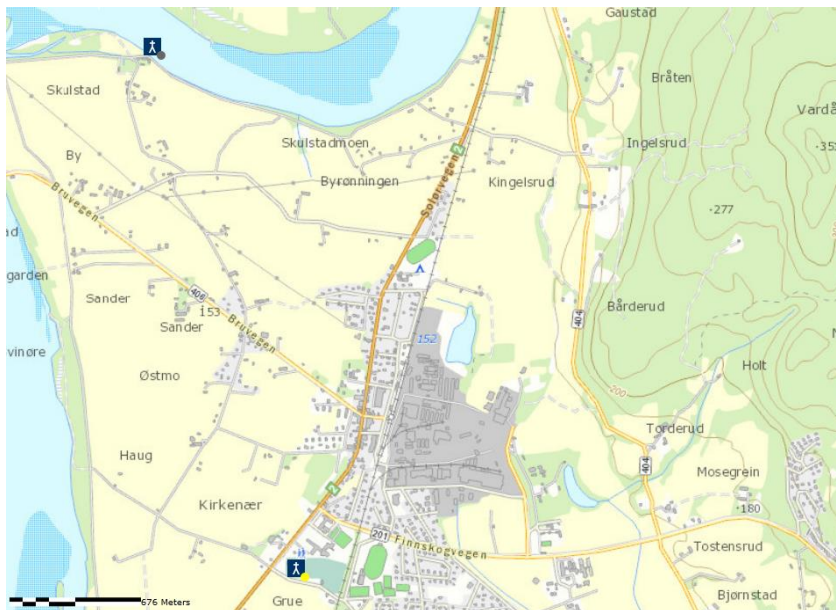 Gaustad
Bråten
Skulstad
Vardå
Skulstadmoen
Ingelsrud
·353
By
2
Byrønningen
Kingelsrud
Solørvegen
Bruvegen
·277
ad
garden
Sander
406
153
Bårderud
Sander
Bruvegen
404
152
vinøre
Holt
Østmo
200
Torderud
Haug
404
Mosegrein
Kirkenær
2
·180
201
Finnskogvegen
Tostensrud
Bjørnstad
Grue
676 Meters